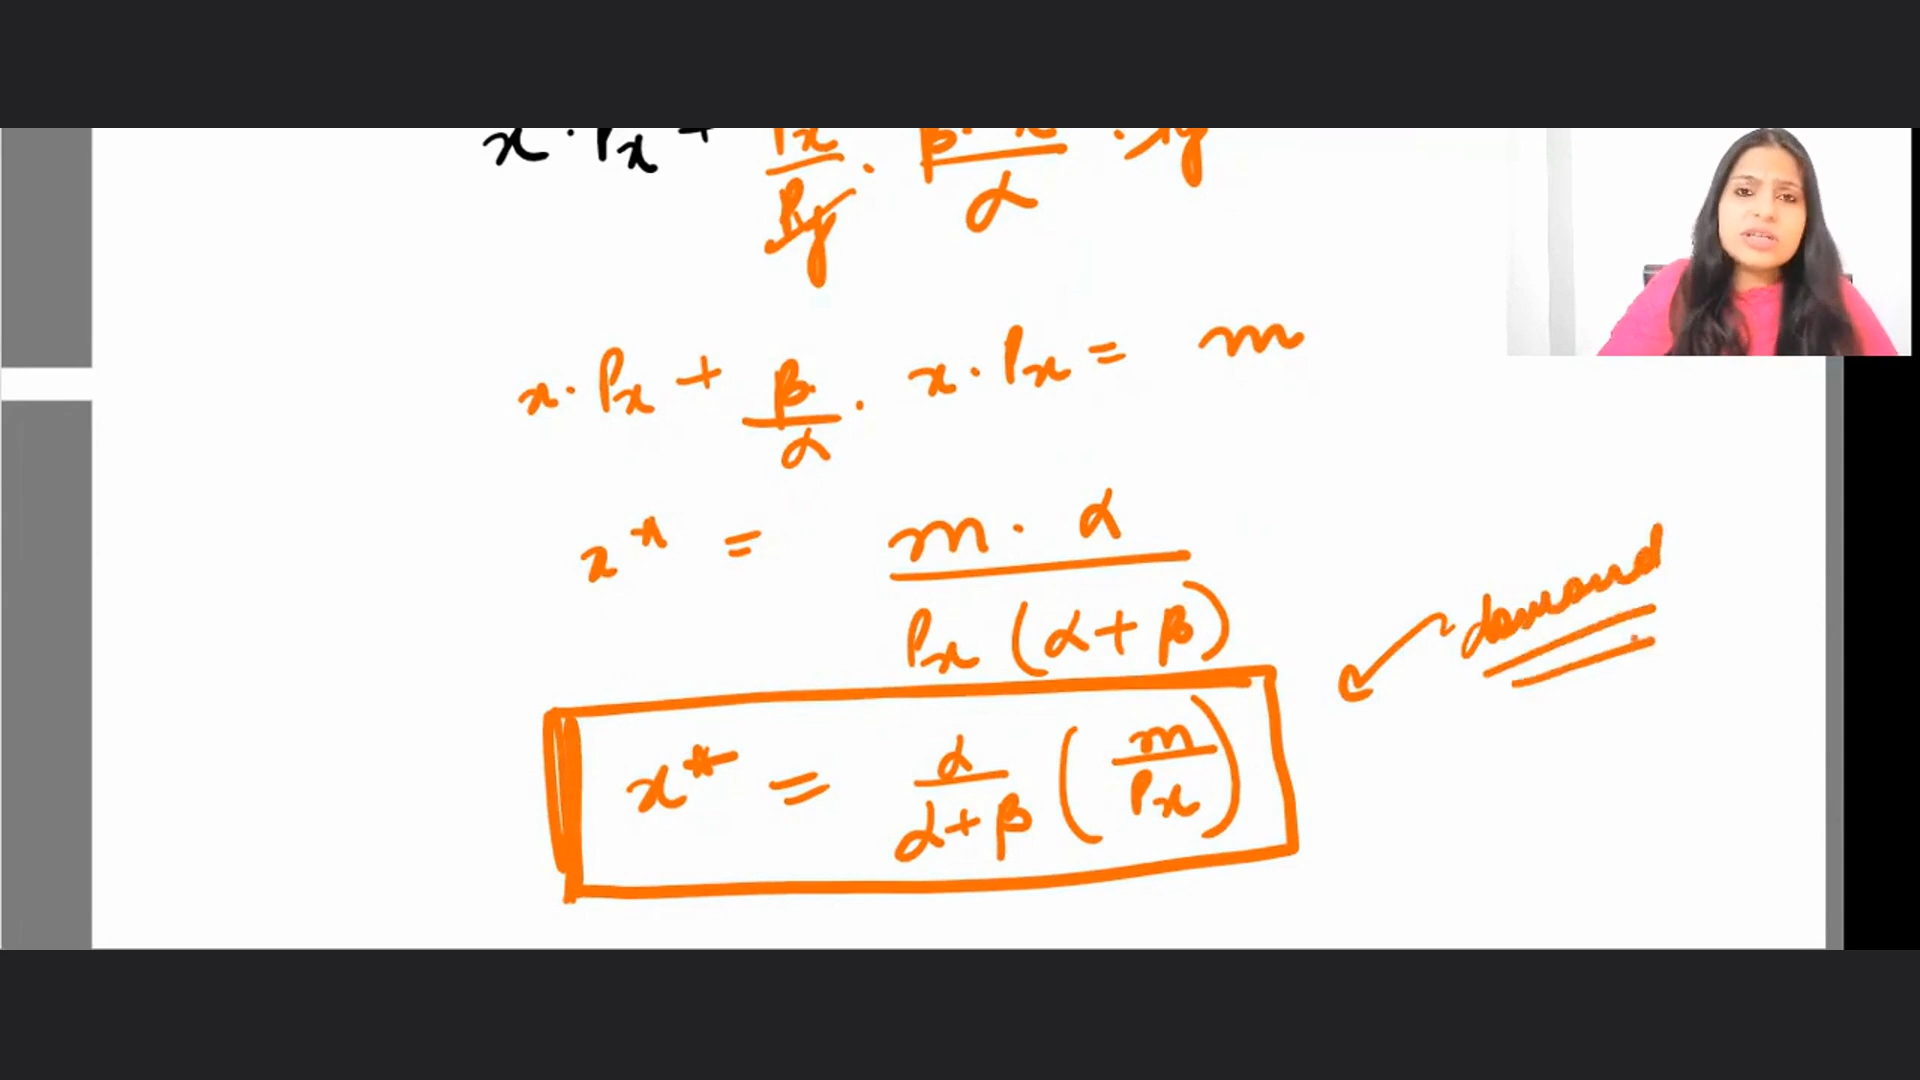 x · Px + Px/Py · β·x/α · Py
x · Px + β/α · x · Px = m
x* = m · α / Px (α + β)
demand
x* = α/α+β (m/Px)